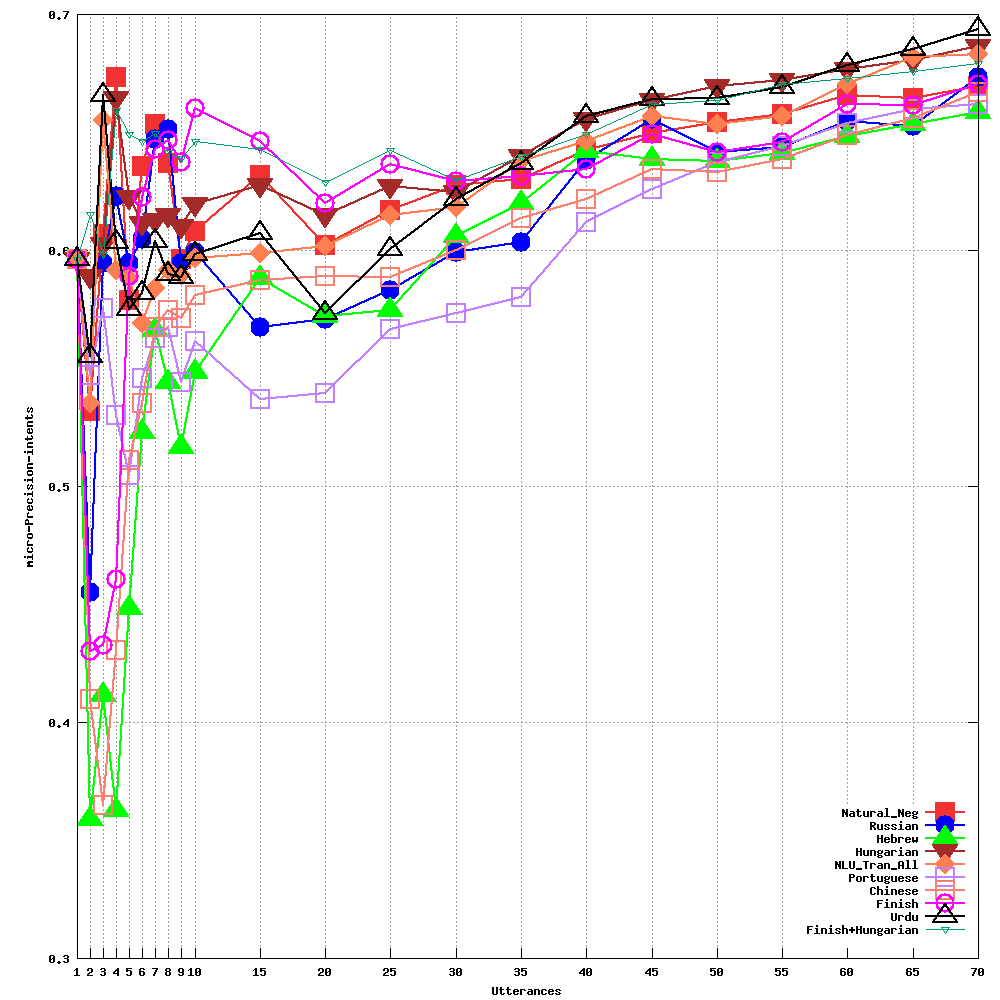 0.7
0.6
0.5
0.4
0.3
micro-Precision-intents
Natural_Neg
Russian
Hebrew
Hungarian
NLU_Tran_All
Portuguese
Chinese
Finish
Urdu
Finish+Hungarian
1 2 3 4 5 6 7 8 9 10 15 20 25 30 35 40 45 50 55 60 65 70
Utterances